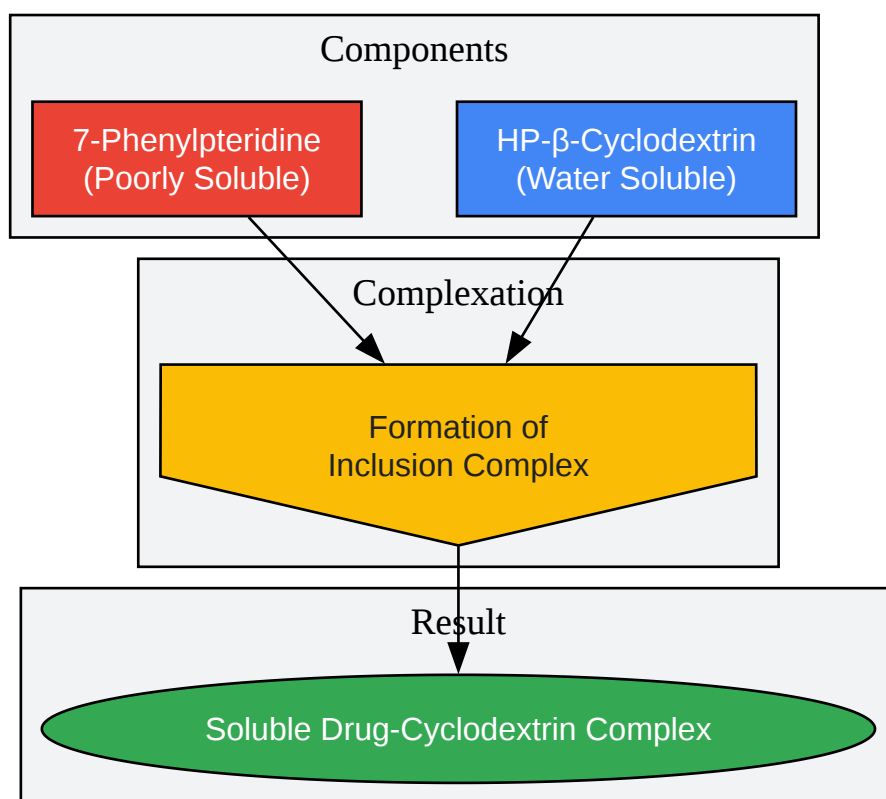 Components
7-Phenylpteridine
(Poorly Soluble)
HP-β-Cyclodextrin
(Water Soluble)
Complexation
Formation of
Inclusion Complex
Result
Soluble Drug-Cyclodextrin Complex